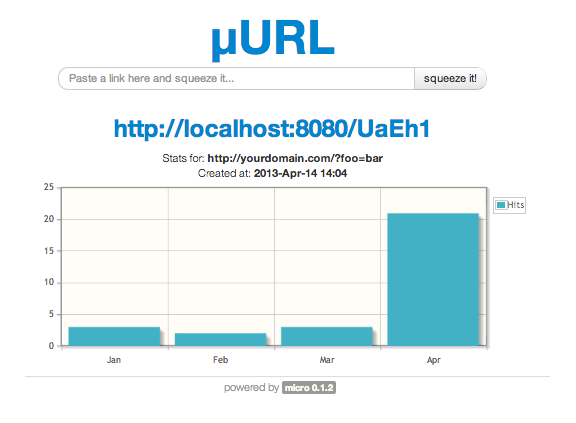 µURL
Paste a link here and squeeze it... squeeze it!
http://localhost:8080/UaEh1
Stats for: http://yourdomain.com/?foo=bar
Created at: 2013-Apr-14 14:04
25
20
15
10
5
0
Hits
Jan Feb Mar Apr
powered by micro 0.1.2